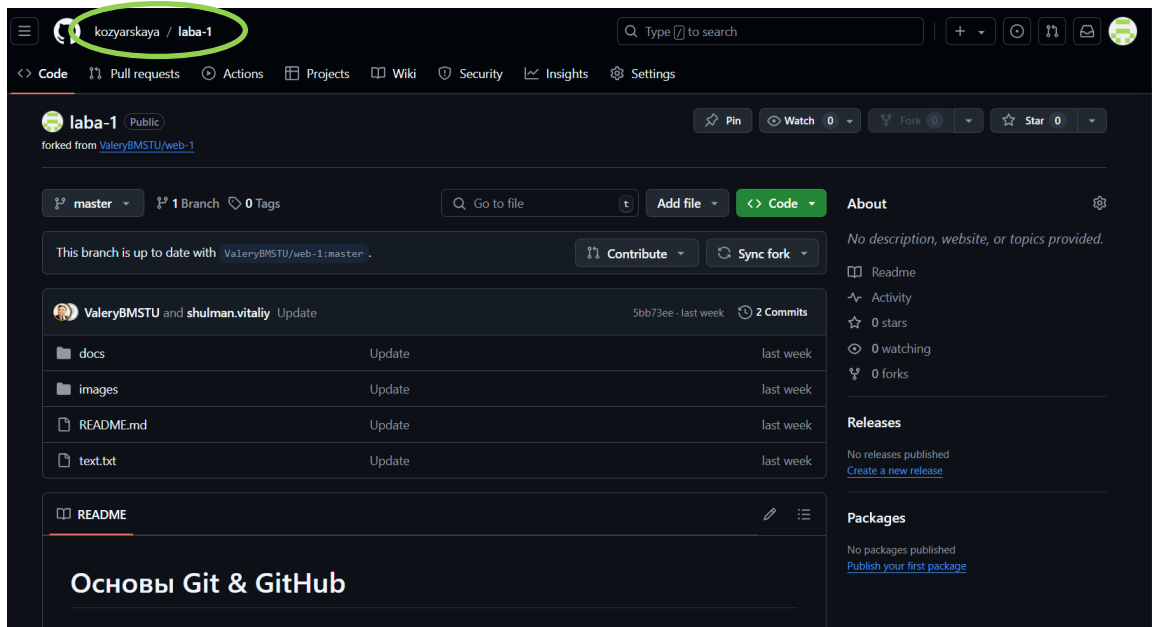 kozyarskaya / laba-1
Type / to search
Code Pull requests Actions Projects Wiki Security Insights Settings
laba-1 Public
Pin Watch 0 Fork 0 Star 0
forked from ValeryBMSTU/web-1
master 1 Branch 0 Tags Go to file t Add file Code
This branch is up to date with ValeryBMSTU/web-1:master .
Contribute Sync fork
ValeryBMSTU and shulman.vitaliy Update 5bb73ee · last week 2 Commits
docs Update last week
images Update last week
README.md Update last week
text.txt Update last week
README
Основы Git & GitHub
About
No description, website, or topics provided.
Readme
Activity
0 stars
0 watching
0 forks
Releases
No releases published
Create a new release
Packages
No packages published
Publish your first package